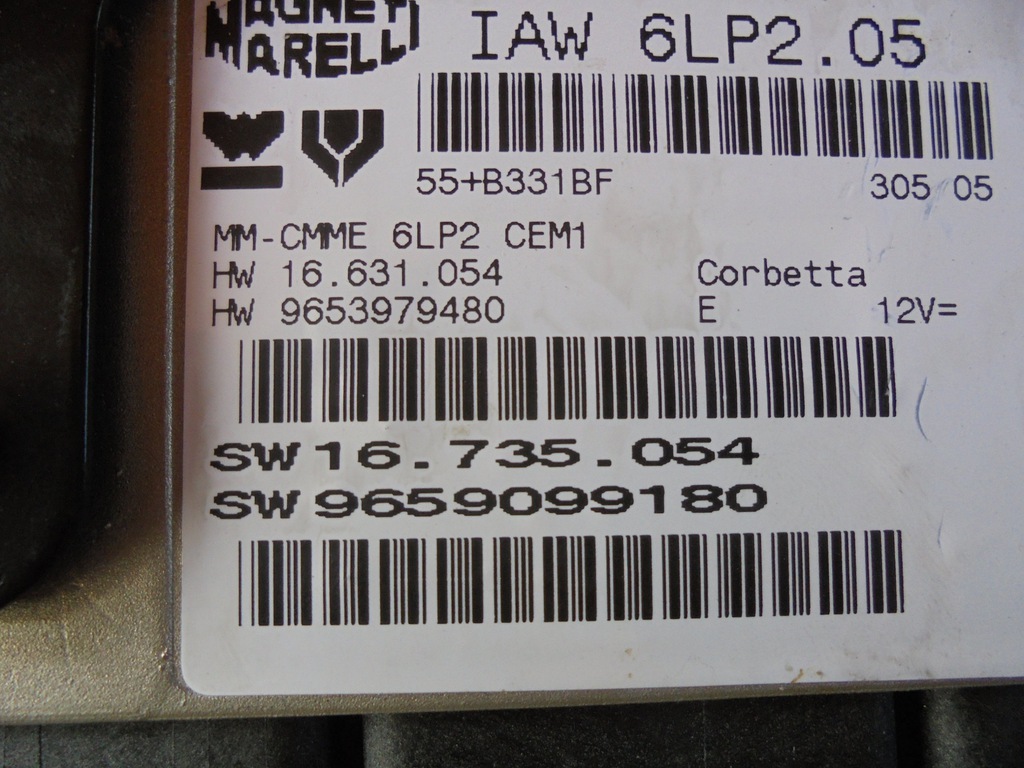 MAGNETI
MARELLI
IAW 6LP2.05
55+B331BF 305 05
MM-CMME 6LP2 CEM1
HW 16.631.054 Corbetta
HW 9653979480 E 12V=
SW 16.735.054
SW 9659099180